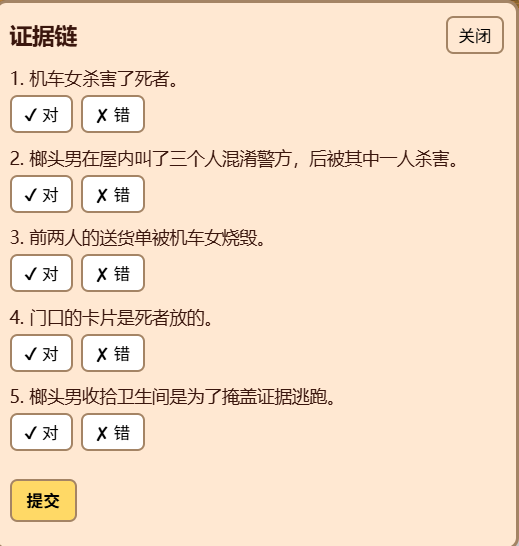 证据链
关闭
1. 机车女杀害了死者。
✓ 对 ✗ 错
2. 榔头男在屋内叫了三个人混淆警方，后被其中一人杀害。
✓ 对 ✗ 错
3. 前两人的送货单被机车女烧毁。
✓ 对 ✗ 错
4. 门口的卡片是死者放的。
✓ 对 ✗ 错
5. 榔头男收拾卫生间是为了掩盖证据逃跑。
✓ 对 ✗ 错
提交